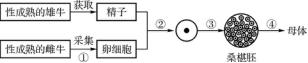 性成熟的雄牛 获取 精子 ② ③ ④ 母体
性成熟的雌牛 采集 ① 卵细胞 桑椹胚